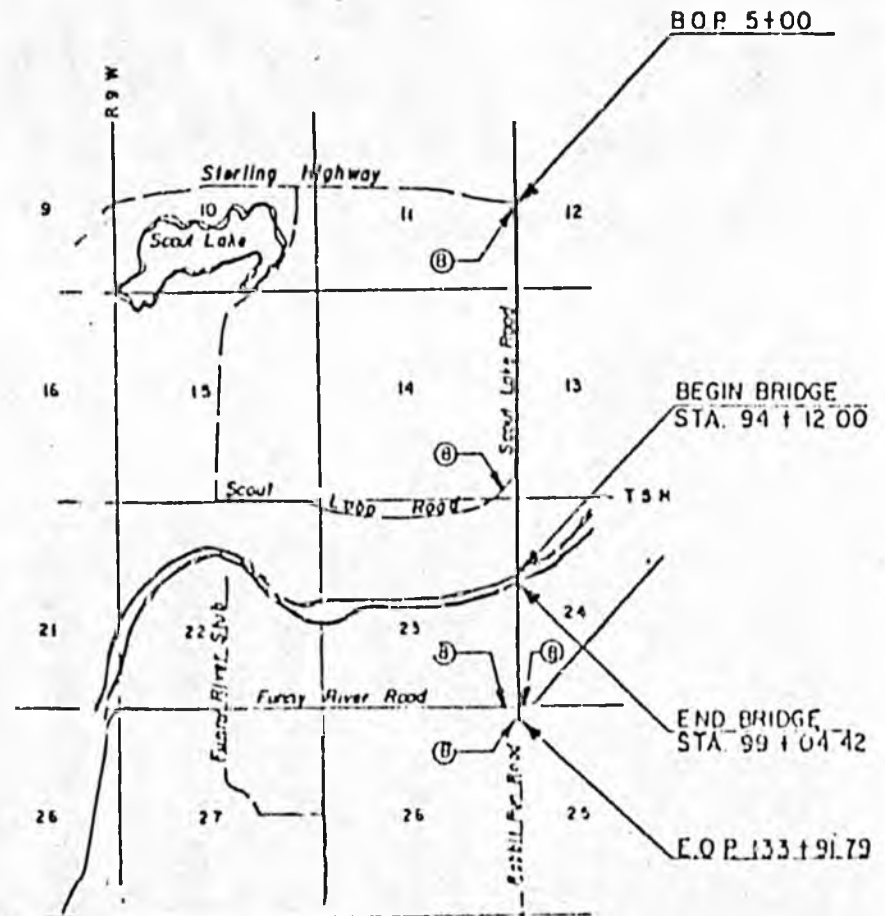 B.O.P. 5+00
R 9 W
Sterling Highway
9
10
11
12
Scout Lake
B
Scout Lake Road
16
15
14
13
BEGIN BRIDGE
STA. 94 + 12 00
B
Scout
Loop Road
T 5 N
21
22
23
24
B
B
Funny River Road
END BRIDGE
STA. 99 + 04 42
B
26
27
26
25
E.O.P. 133 + 91.79